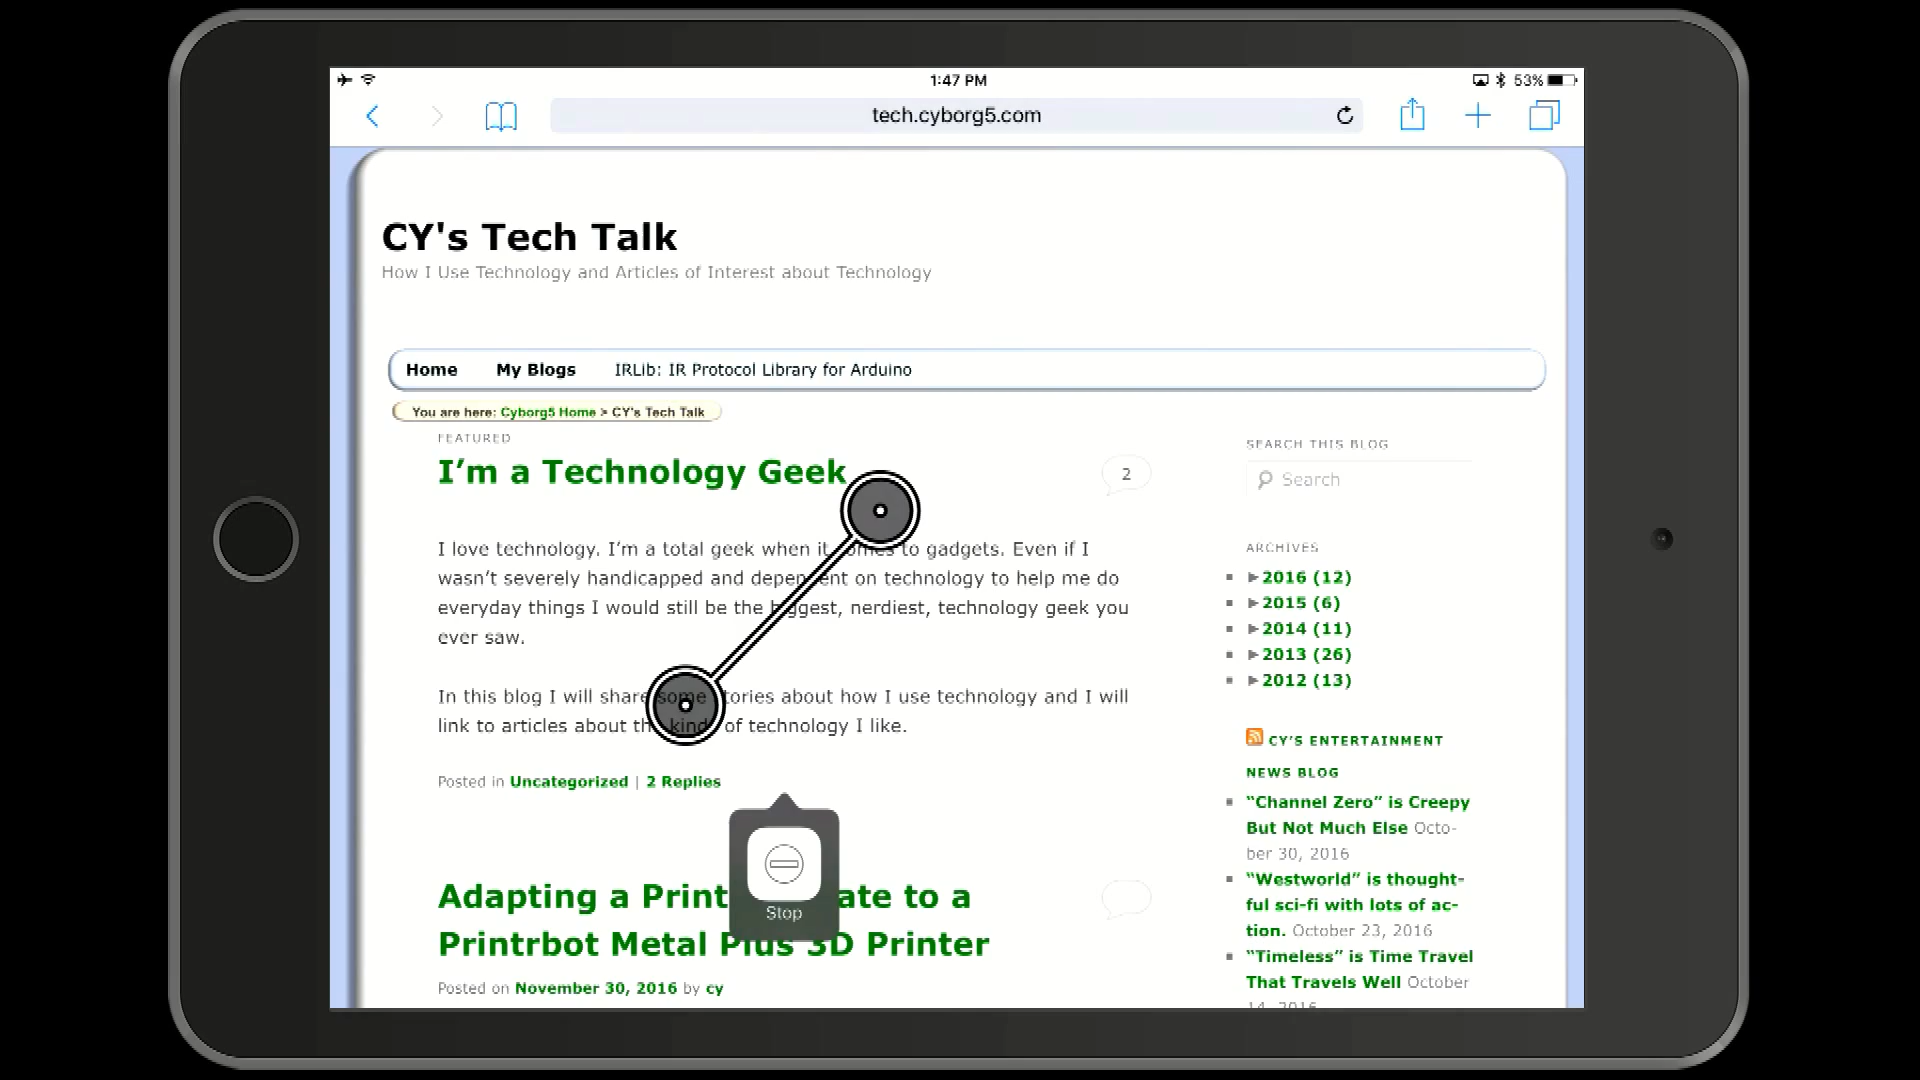 1:47 PM
53%
tech.cyborg5.com
CY's Tech Talk
How I Use Technology and Articles of Interest about Technology
Home My Blogs IRLib: IR Protocol Library for Arduino
You are here: Cyborg5 Home > CY's Tech Talk
FEATURED
I'm a Technology Geek
2
I love technology. I'm a total geek when it comes to gadgets. Even if I
wasn't severely handicapped and dependent on technology to help me do
everyday things I would still be the biggest, nerdiest, technology geek you
ever saw.
In this blog I will share some stories about how I use technology and I will
link to articles about the kinds of technology I like.
Posted in Uncategorized | 2 Replies
Stop
Adapting a ate to a
Printrbot Metal Plus 3D Printer
Posted on November 30, 2016 by cy
SEARCH THIS BLOG
Search
ARCHIVES
►2016 (12)
►2015 (6)
►2014 (11)
►2013 (26)
►2012 (13)
CY'S ENTERTAINMENT
NEWS BLOG
“Channel Zero” is Creepy
But Not Much Else Octo-
ber 30, 2016
“Westworld” is thought-
ful sci-fi with lots of ac-
tion. October 23, 2016
“Timeless” is Time Travel
That Travels Well October
14, 2016